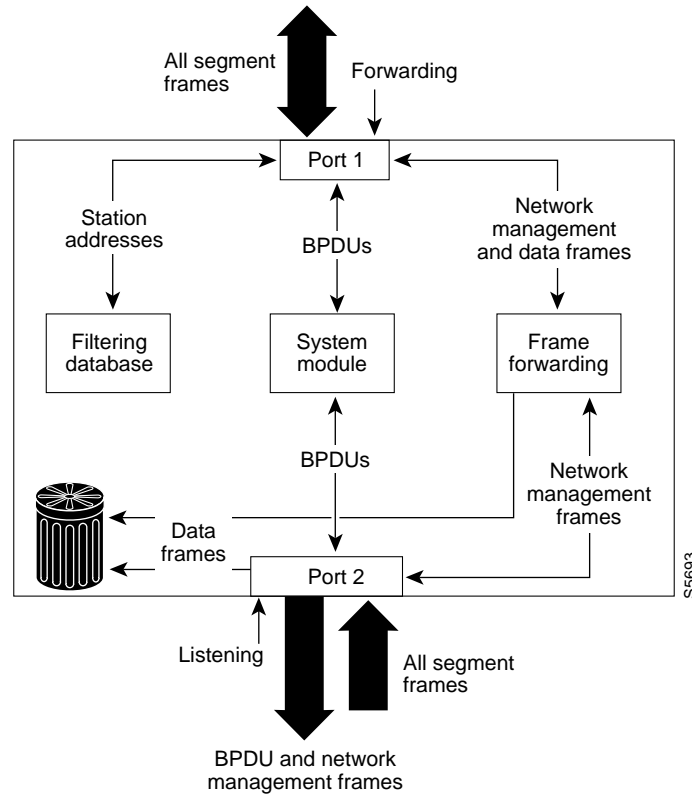 All segment
frames
Forwarding
Port 1
Station
addresses
BPDUs
Network
management
and data frames
Filtering
database
System
module
Frame
forwarding
BPDUs
Network
management
frames
Data
frames
Port 2
S5693
Listening
All segment
frames
BPDU and network
management frames